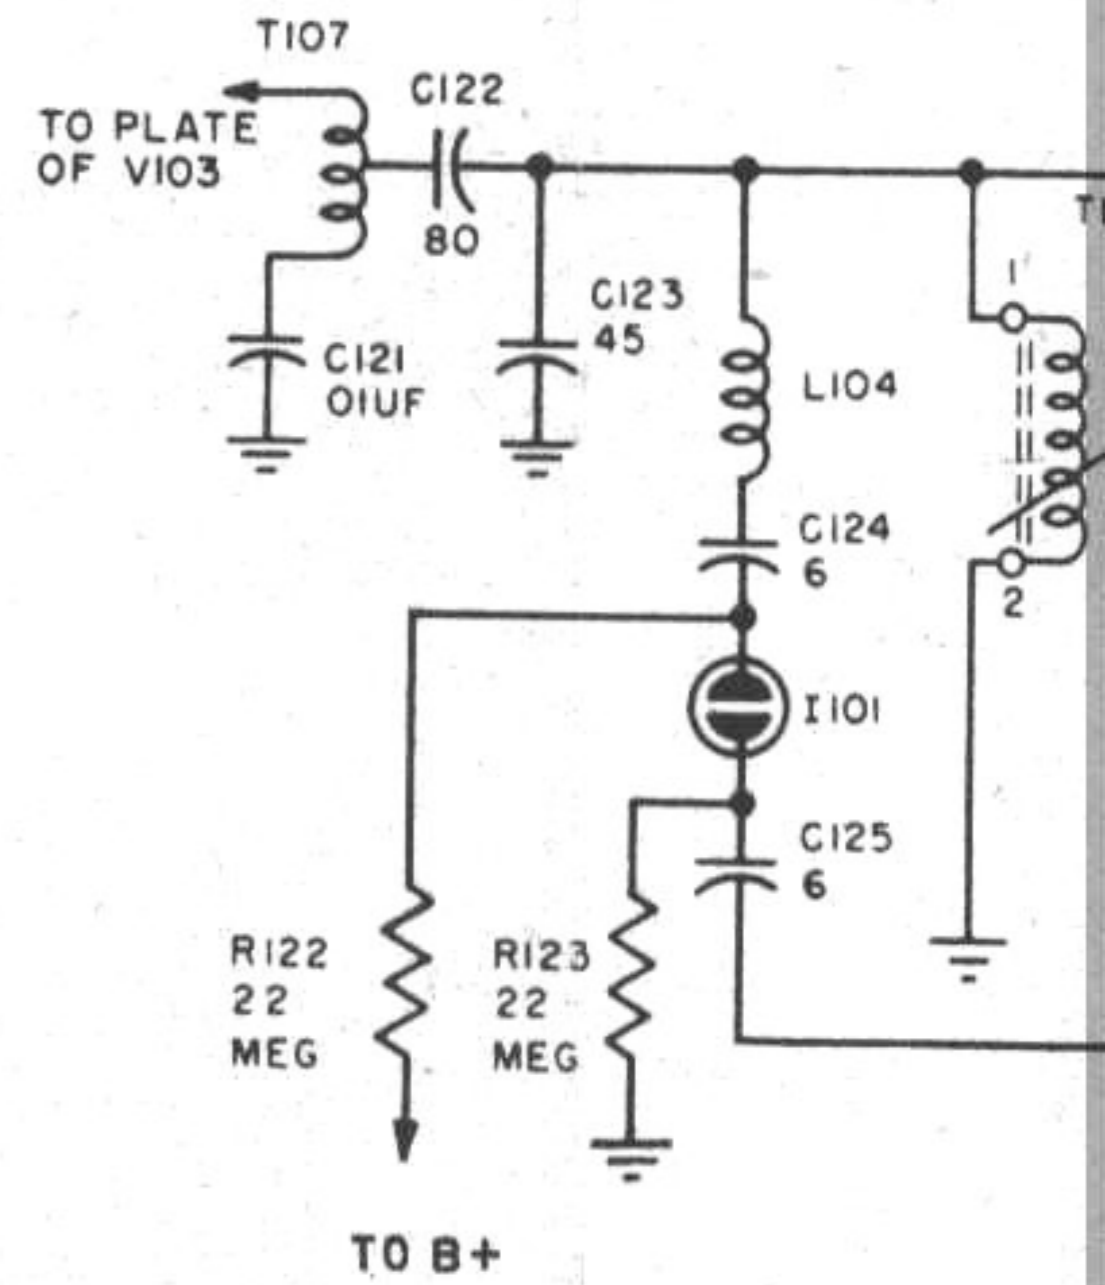 T107
C122
TO PLATE
OF V103
80
C123
45
C121
01UF
L104
1
C124
6
2
I101
C125
6
R122
22
MEG
R123
22
MEG
TO B+